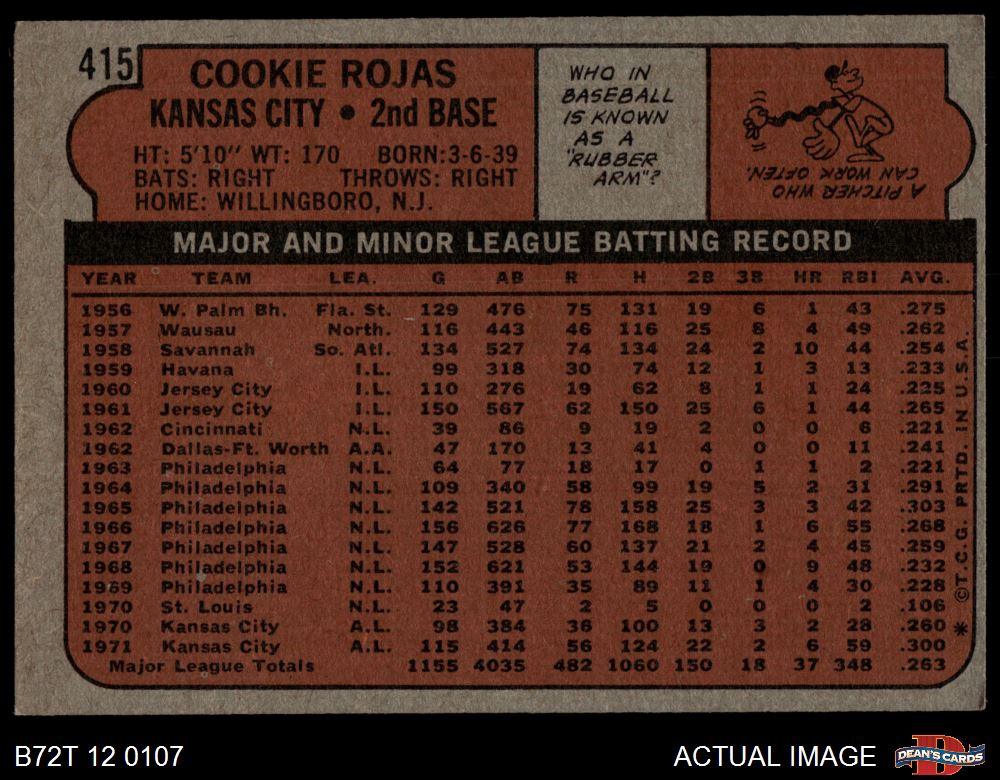 415
COOKIE ROJAS
KANSAS CITY • 2nd BASE
HT: 5'10" WT: 170 BORN:3-6-39
BATS: RIGHT THROWS: RIGHT
HOME: WILLINGBORO, N.J.
WHO IN
BASEBALL
IS KNOWN
AS A
"RUBBER
ARM"?
A PITCHER WHO
CAN WORK OFTEN.
MAJOR AND MINOR LEAGUE BATTING RECORD
YEAR TEAM LEA. G AB R H 2B 3B HR RBI AVG.
1956 W. Palm Bh. Fla. St. 129 476 75 131 19 6 1 43 .275
1957 Wausau North. 116 443 46 116 25 8 4 49 .262
1958 Savannah So. Atl. 134 527 74 134 24 2 10 44 .254
1959 Havana I.L. 99 318 30 74 12 1 3 13 .233
1960 Jersey City I.L. 110 276 19 62 8 1 1 24 .225
1961 Jersey City I.L. 150 567 62 150 25 6 1 44 .265
1962 Cincinnati N.L. 39 86 9 19 2 0 0 6 .221
1962 Dallas-Ft. Worth A.A. 47 170 13 41 4 0 0 11 .241
1963 Philadelphia N.L. 64 77 18 17 0 1 1 2 .221
1964 Philadelphia N.L. 109 340 58 99 19 5 2 31 .291
1965 Philadelphia N.L. 142 521 78 158 25 3 3 42 .303
1966 Philadelphia N.L. 156 626 77 168 18 1 6 55 .268
1967 Philadelphia N.L. 147 528 60 137 21 2 4 45 .259
1968 Philadelphia N.L. 152 621 53 144 19 0 9 48 .232
1969 Philadelphia N.L. 110 391 35 89 11 1 4 30 .228
1970 St. Louis N.L. 23 47 2 5 0 0 0 2 .106
1970 Kansas City A.L. 98 384 36 100 13 3 2 28 .260
1971 Kansas City A.L. 115 414 56 124 22 2 6 59 .300
Major League Totals 1155 4035 482 1060 150 18 37 348 .263
* ©T.C.G. PRTD. IN U.S.A.
B72T 12 0107
ACTUAL IMAGE
D
DEAN'S CARDS